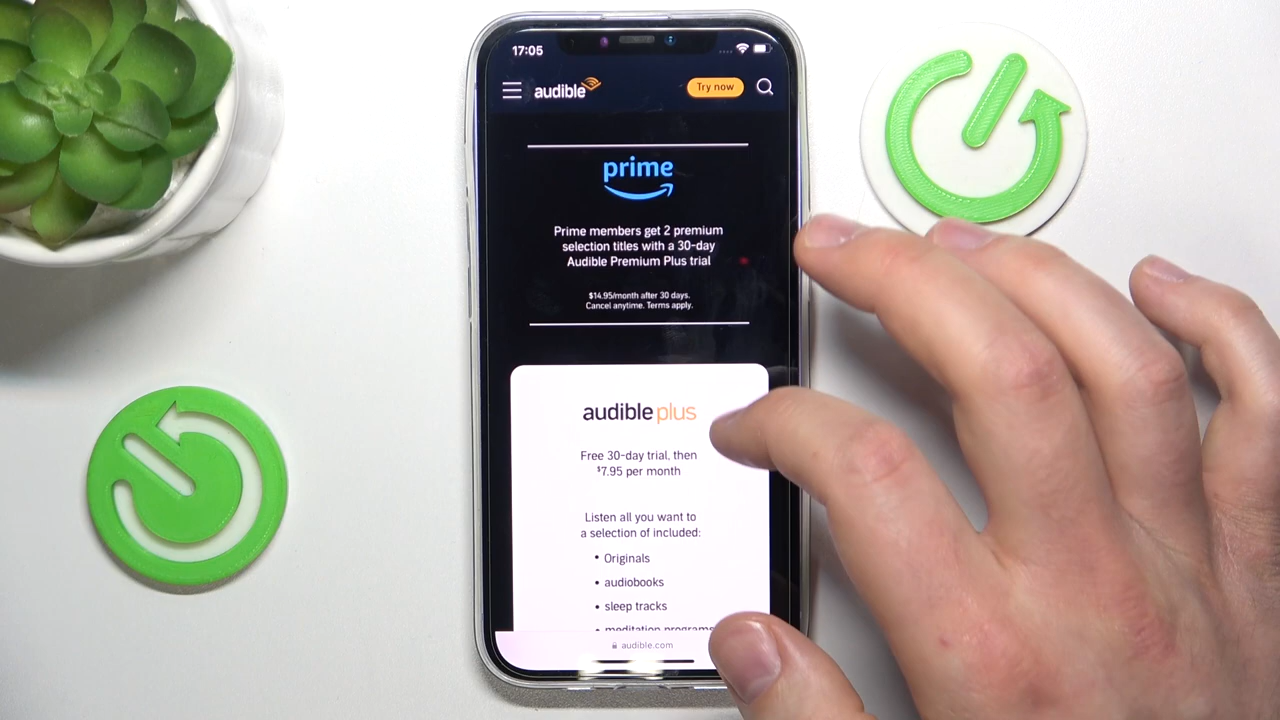 17:05
audible
Try now
prime
Prime members get 2 premium
selection titles with a 30-day
Audible Premium Plus trial
$14.95/month after 30 days.
Cancel anytime. Terms apply.
audible plus
Free 30-day trial, then
$7.95 per month
Listen all you want to
a selection of included:
• Originals
• audiobooks
• sleep tracks
• meditation programs
audible.com